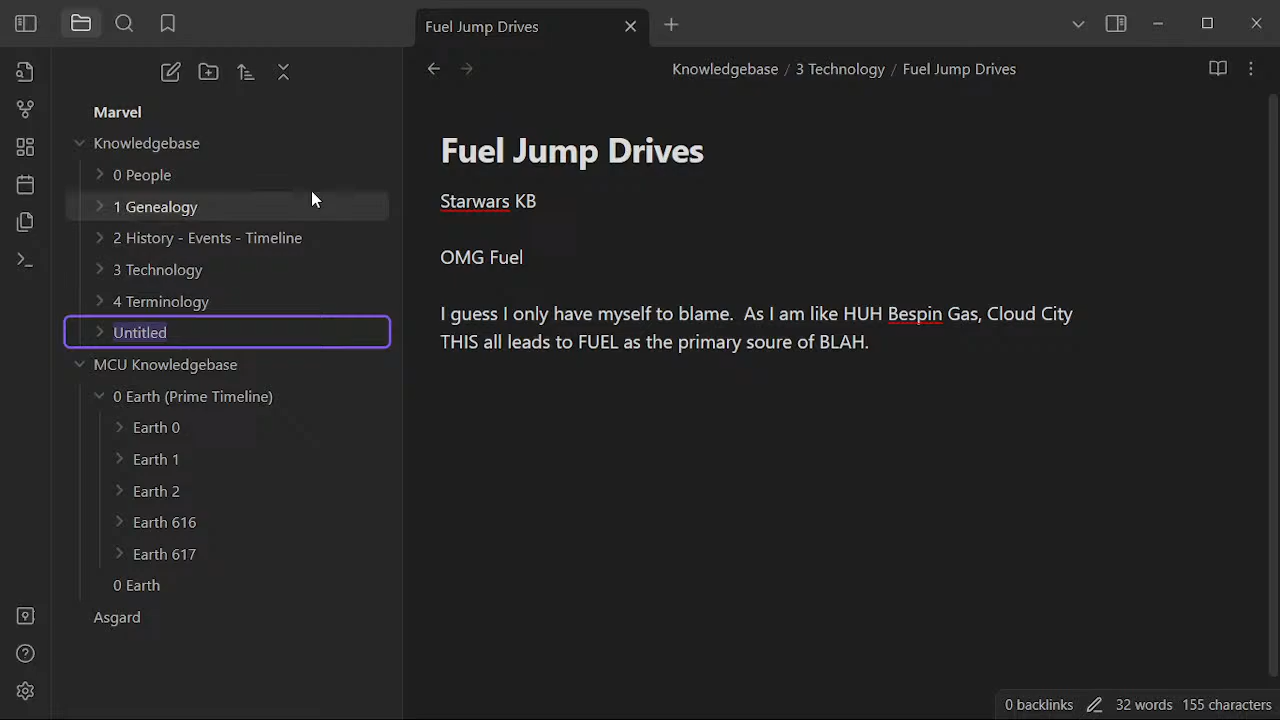 Fuel Jump Drives
Knowledgebase / 3 Technology / Fuel Jump Drives
Marvel
Knowledgebase
0 People
1 Genealogy
2 History - Events - Timeline
3 Technology
4 Terminology
Untitled
MCU Knowledgebase
0 Earth (Prime Timeline)
Earth 0
Earth 1
Earth 2
Earth 616
Earth 617
0 Earth
Asgard
Fuel Jump Drives
Starwars KB
OMG Fuel
I guess I only have myself to blame.  As I am like HUH Bespin Gas, Cloud City
THIS all leads to FUEL as the primary soure of BLAH.
0 backlinks 32 words 155 characters